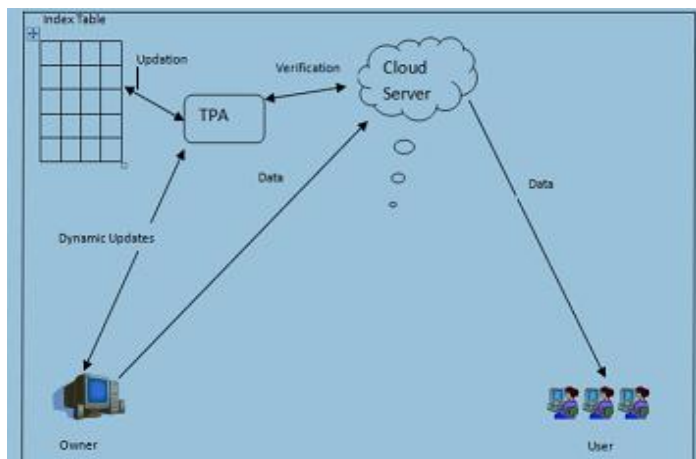 Index Table
Updation
Verification
Cloud
Server
TPA
Data
Data
Dynamic Updates
Owner
User